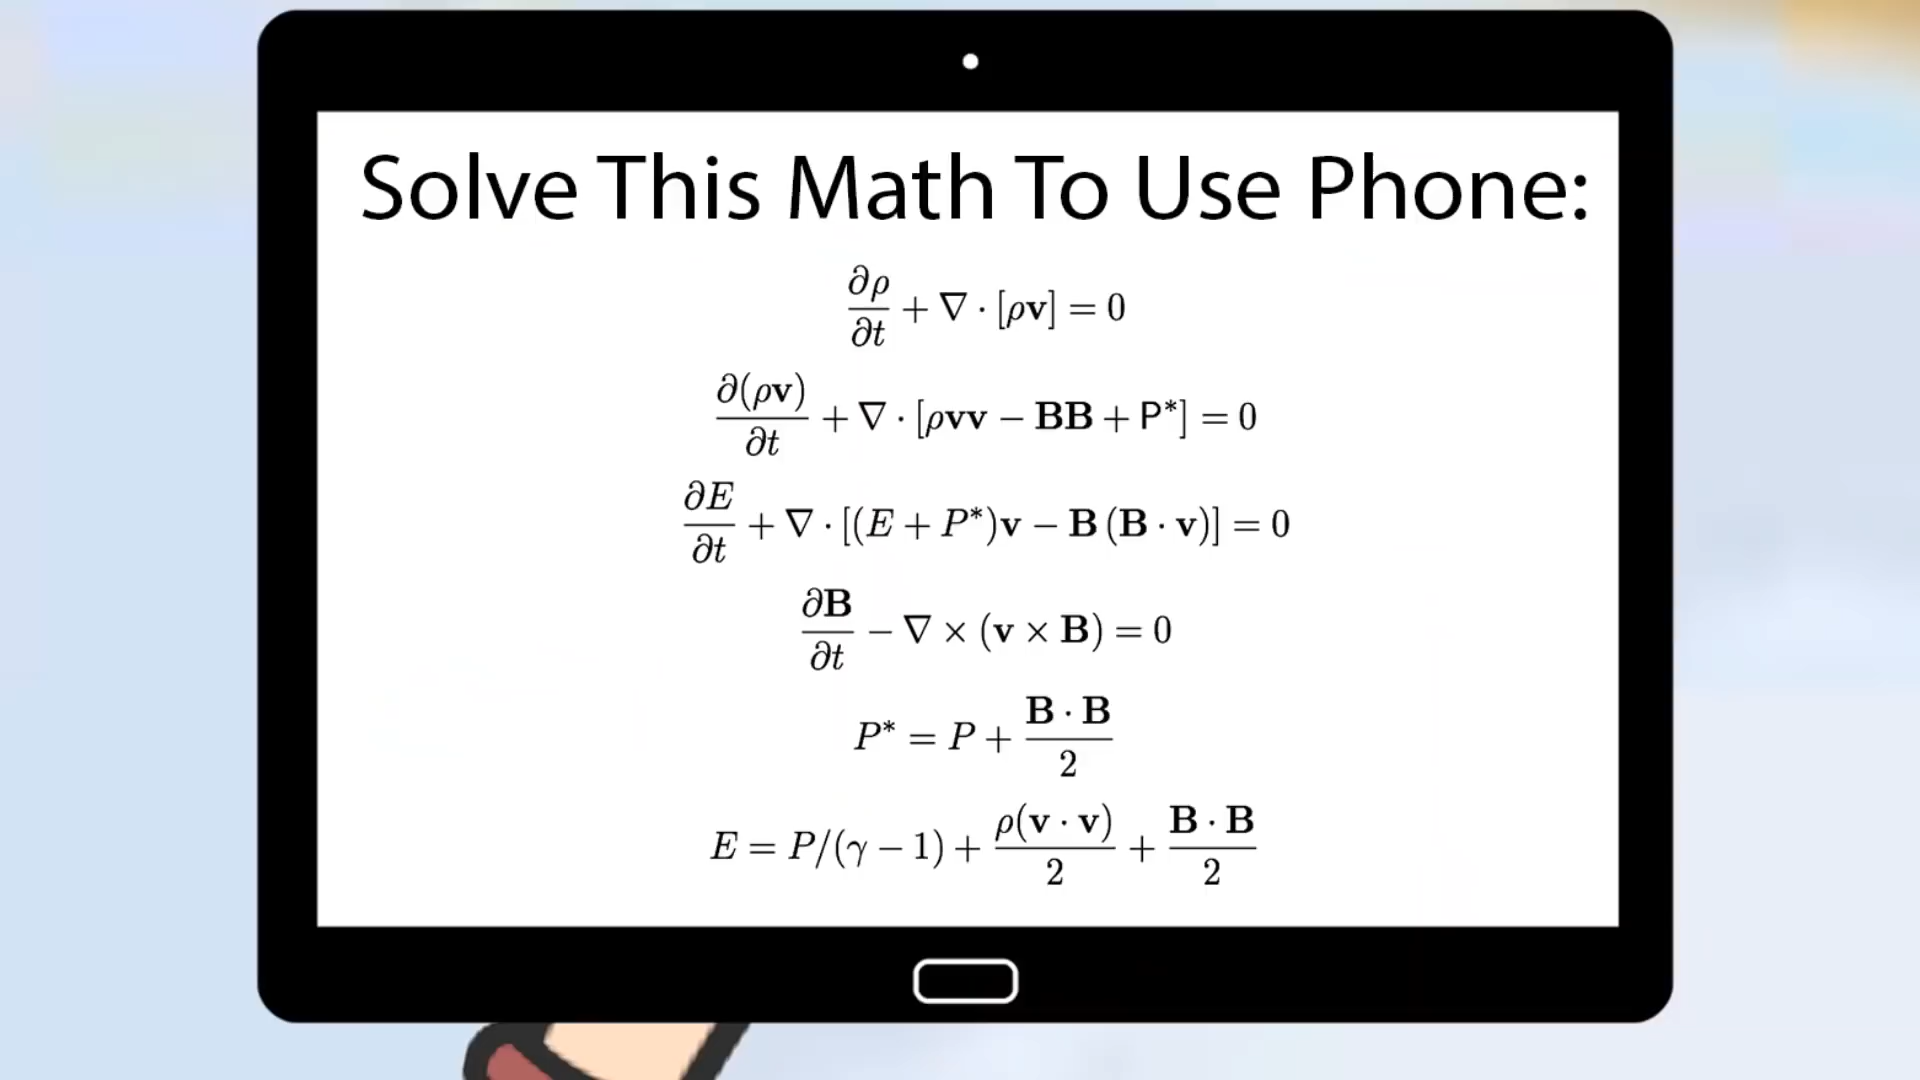 Solve This Math To Use Phone:
∂ρ/∂t + ∇ · [ρv] = 0
∂(ρv)/∂t + ∇ · [ρvv − BB + P*] = 0
∂E/∂t + ∇ · [(E + P*)v − B (B · v)] = 0
∂B/∂t − ∇ × (v × B) = 0
P* = P + B · B/2
E = P/(γ − 1) + ρ(v · v)/2 + B · B/2